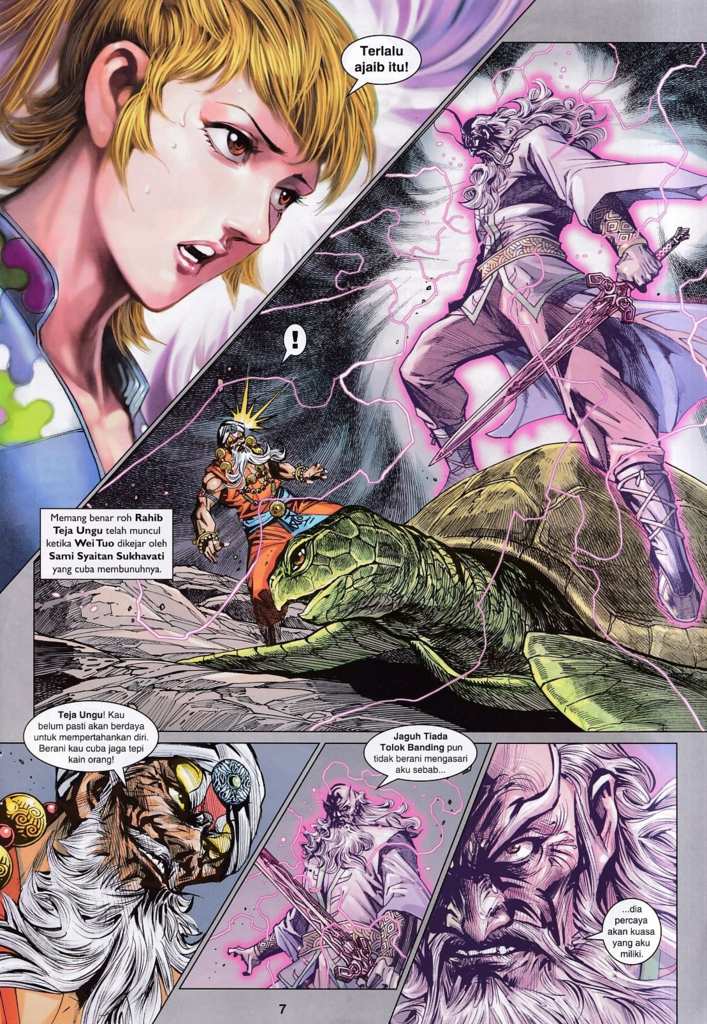 Terlalu
ajaib itu!
!
Memang benar roh Rahib
Teja Ungu telah muncul
ketika Wei Tuo dikejar oleh
Sami Syaitan Sukhavati
yang cuba membunuhnya.
Teja Ungu! Kau
belum pasti akan berdaya
untuk mempertahankan diri.
Berani kau cuba jaga tepi
kain orang!
Jaguh Tiada
Tolok Banding pun
tidak berani mengasari
aku sebab...
...dia
percaya
akan kuasa
yang aku
miliki.
7